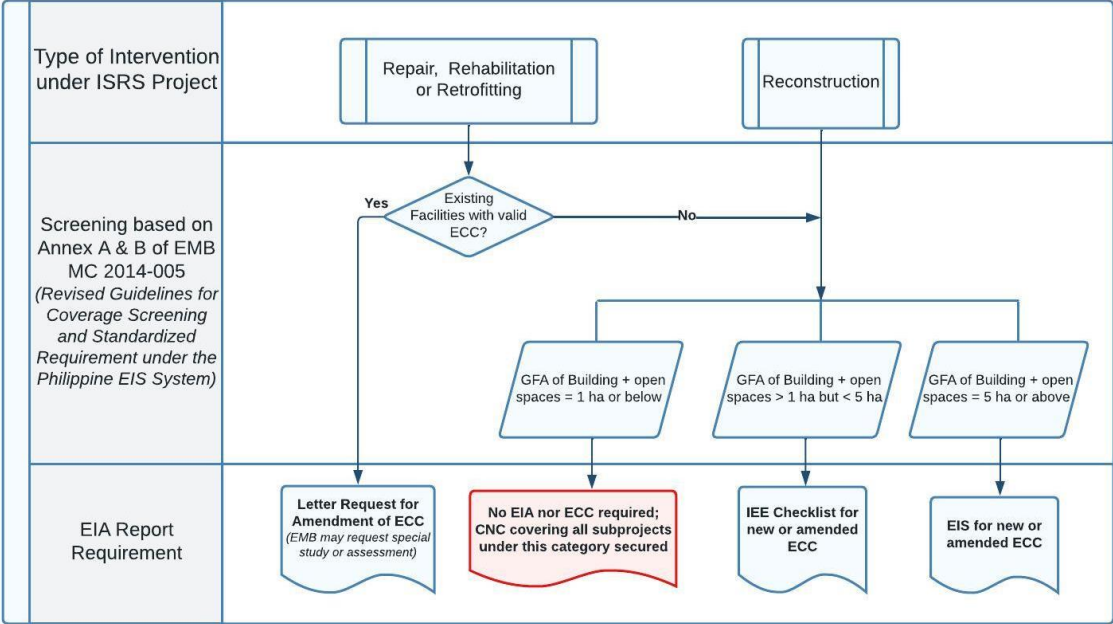 Type of Intervention
under ISRS Project
Repair, Rehabilitation
or Retrofitting
Reconstruction
Screening based on
Annex A & B of EMB
MC 2014-005
(Revised Guidelines for
Coverage Screening
and Standardized
Requirement under the
Philippine EIS System)
Yes
Existing
Facilities with valid
ECC?
No
GFA of Building + open
spaces = 1 ha or below
GFA of Building + open
spaces > 1 ha but < 5 ha
GFA of Building + open
spaces = 5 ha or above
EIA Report
Requirement
Letter Request for
Amendment of ECC
(EMB may request special
study or assessment)
No EIA nor ECC required;
CNC covering all subprojects
under this category secured
IEE Checklist for
new or amended
ECC
EIS for new or
amended ECC